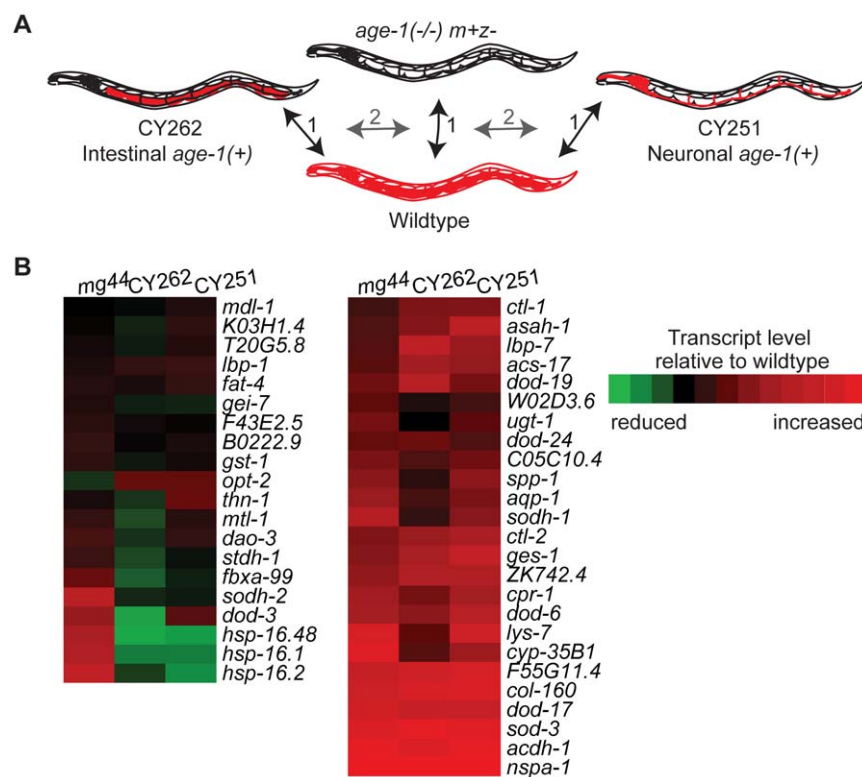 A
age-1(-/-) m+z-
CY262
Intestinal age-1(+)
1
2
1
2
1
CY251
Neuronal age-1(+)
Wildtype
B
mg44 CY262 CY251
mdl-1
K03H1.4
T20G5.8
lbp-1
fat-4
gei-7
F43E2.5
B0222.9
gst-1
opt-2
thn-1
mtl-1
dao-3
stdh-1
fbxa-99
sodh-2
dod-3
hsp-16.48
hsp-16.1
hsp-16.2
mg44 CY262 CY251
ctl-1
asah-1
lbp-7
acs-17
dod-19
W02D3.6
ugt-1
dod-24
C05C10.4
spp-1
aqp-1
sodh-1
ctl-2
ges-1
ZK742.4
cpr-1
dod-6
lys-7
cyp-35B1
F55G11.4
col-160
dod-17
sod-3
acdh-1
nspa-1
Transcript level
relative to wildtype
reduced increased